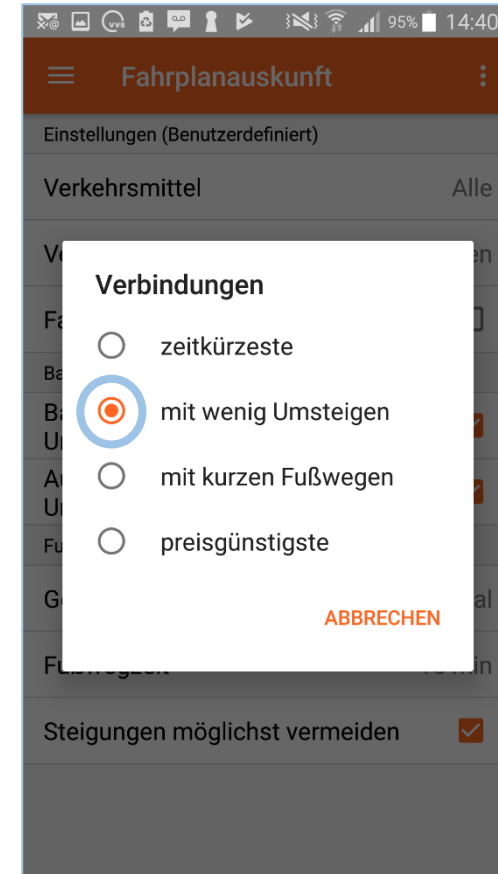 vvs 95% 14:40
Fahrplanauskunft
Einstellungen (Benutzerdefiniert)
Verkehrsmittel Alle
Verbindungen
zeitkürzeste
mit wenig Umsteigen
mit kurzen Fußwegen
preisgünstigste
ABBRECHEN
Steigungen möglichst vermeiden